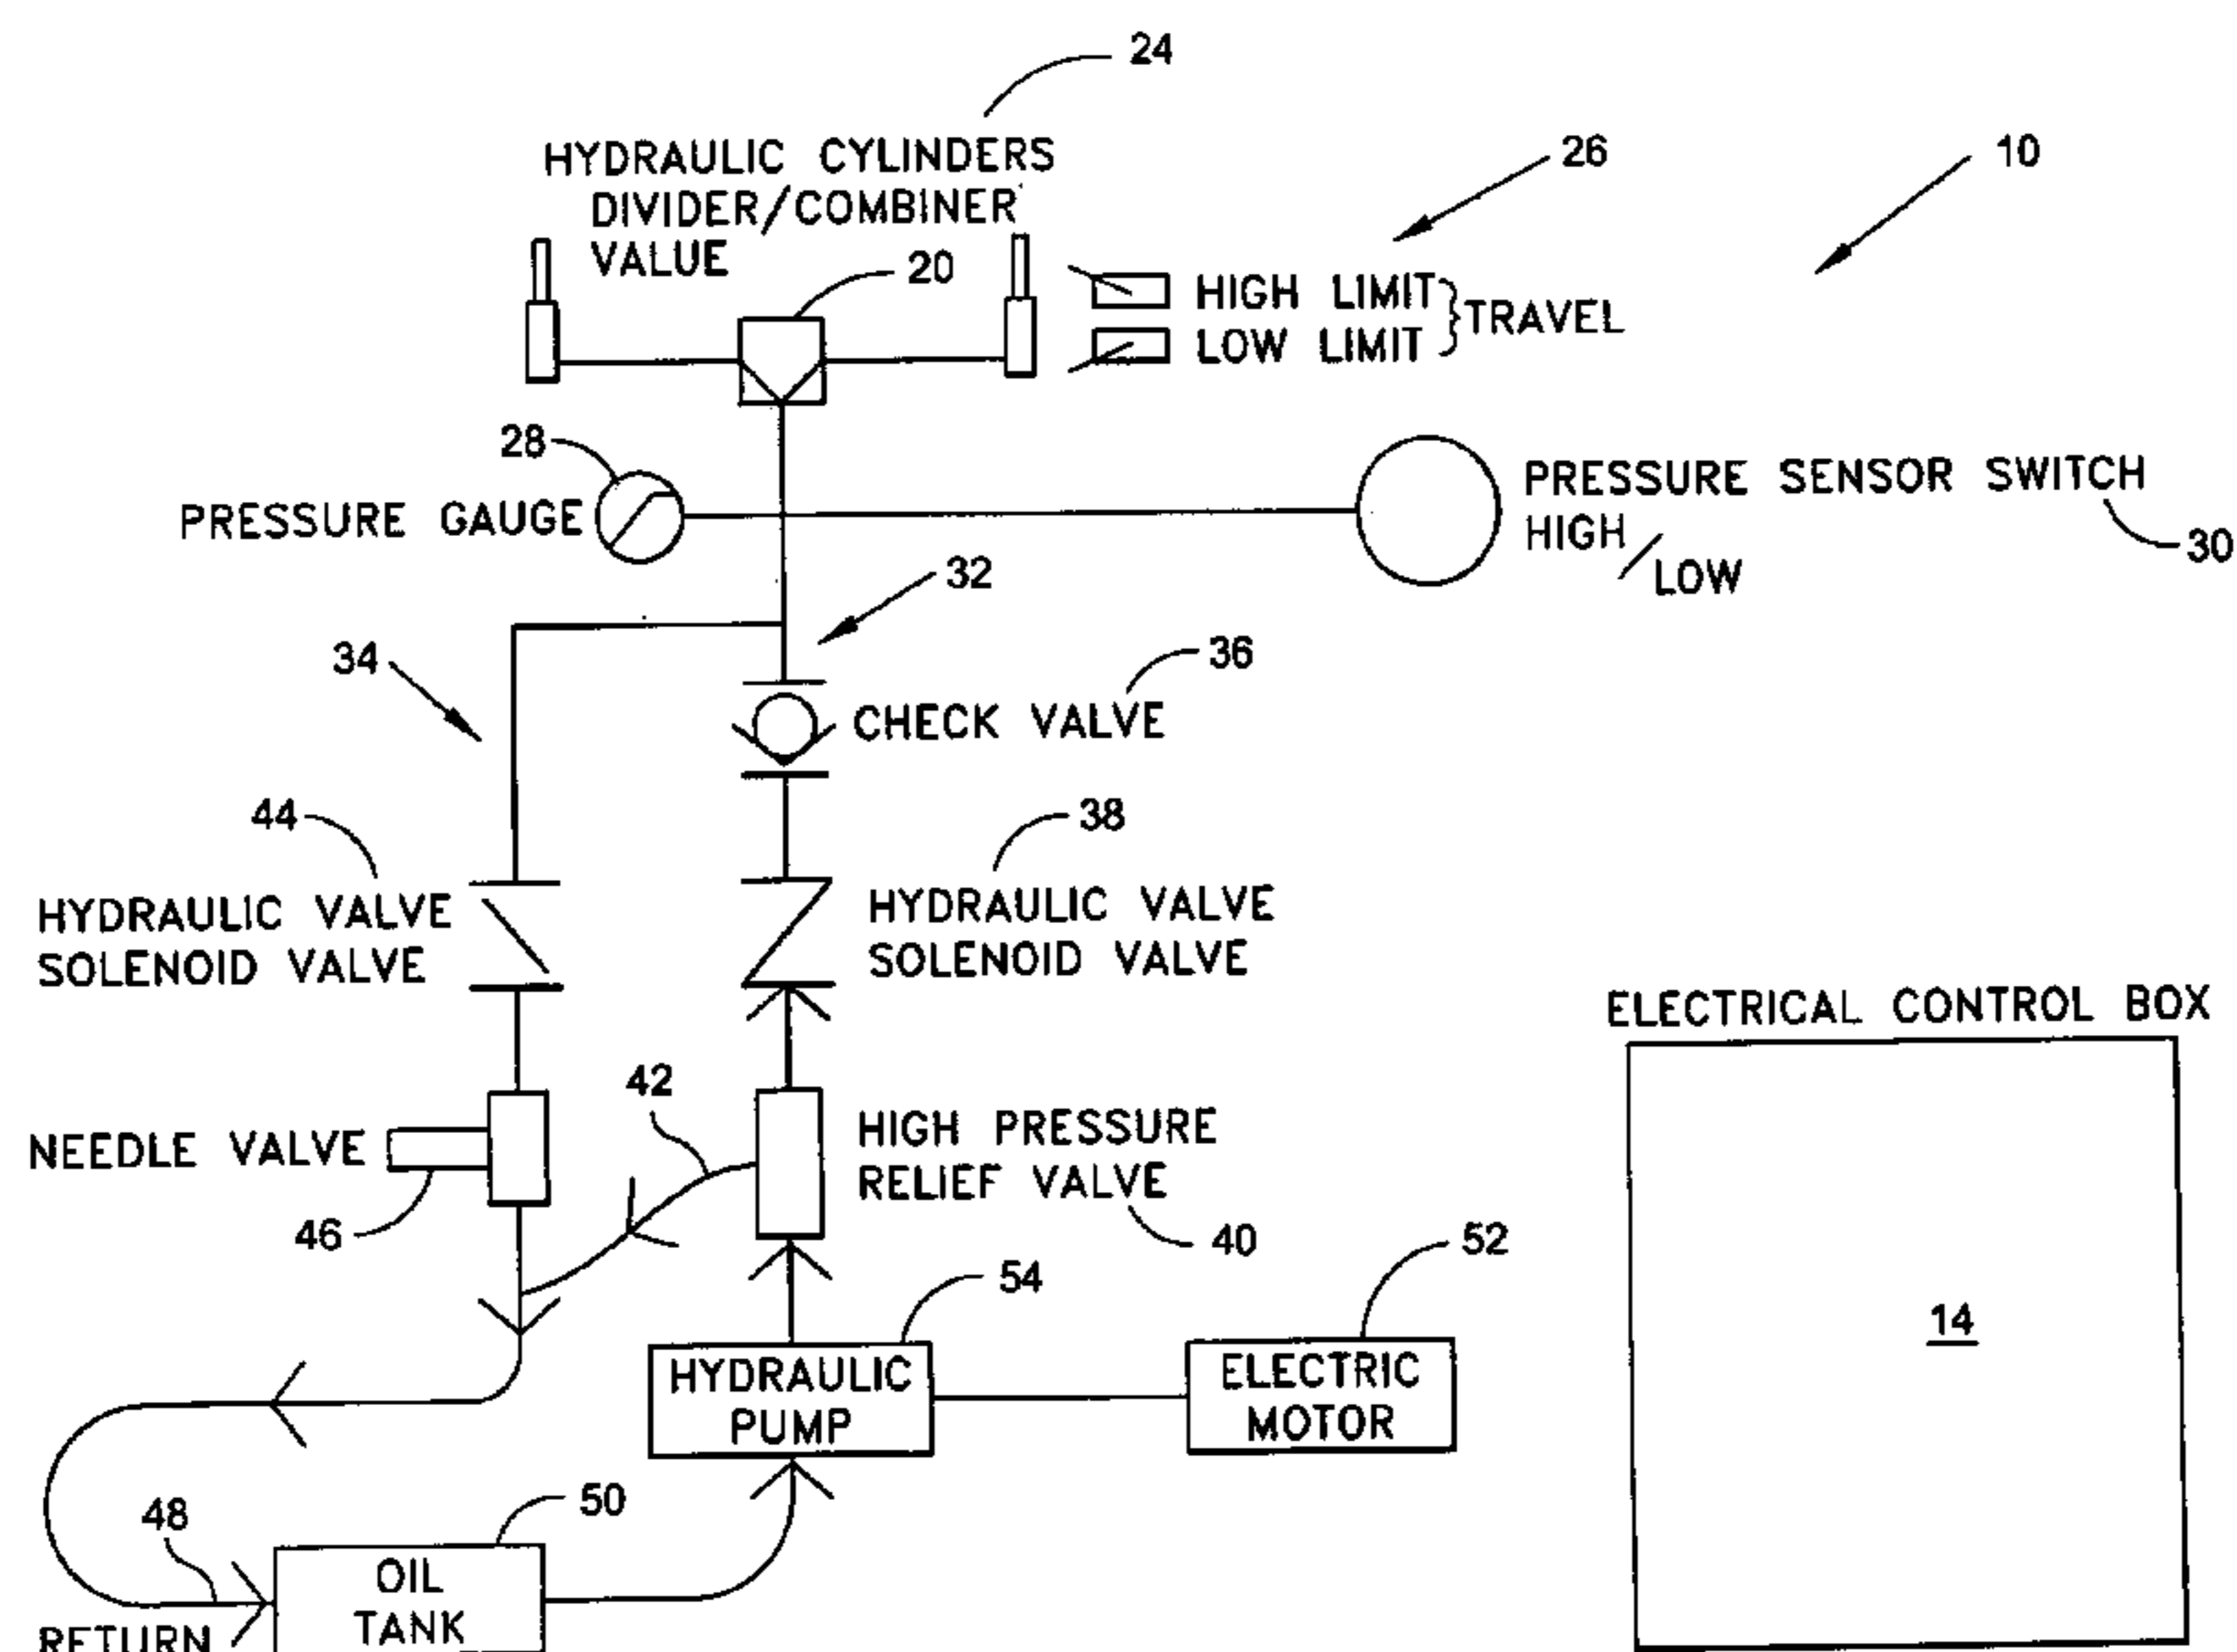 24
HYDRAULIC CYLINDERS
DIVIDER/COMBINER
VALUE
20
26
10
HIGH LIMIT
LOW LIMIT
TRAVEL
28
PRESSURE GAUGE
PRESSURE SENSOR SWITCH
HIGH/LOW
30
32
34
36
CHECK VALVE
44
38
HYDRAULIC VALVE
SOLENOID VALVE
HYDRAULIC VALVE
SOLENOID VALVE
ELECTRICAL CONTROL BOX
14
42
NEEDLE VALVE
46
HIGH PRESSURE
RELIEF VALVE
40
52
54
HYDRAULIC
PUMP
ELECTRIC
MOTOR
48
50
OIL
TANK
RETURN